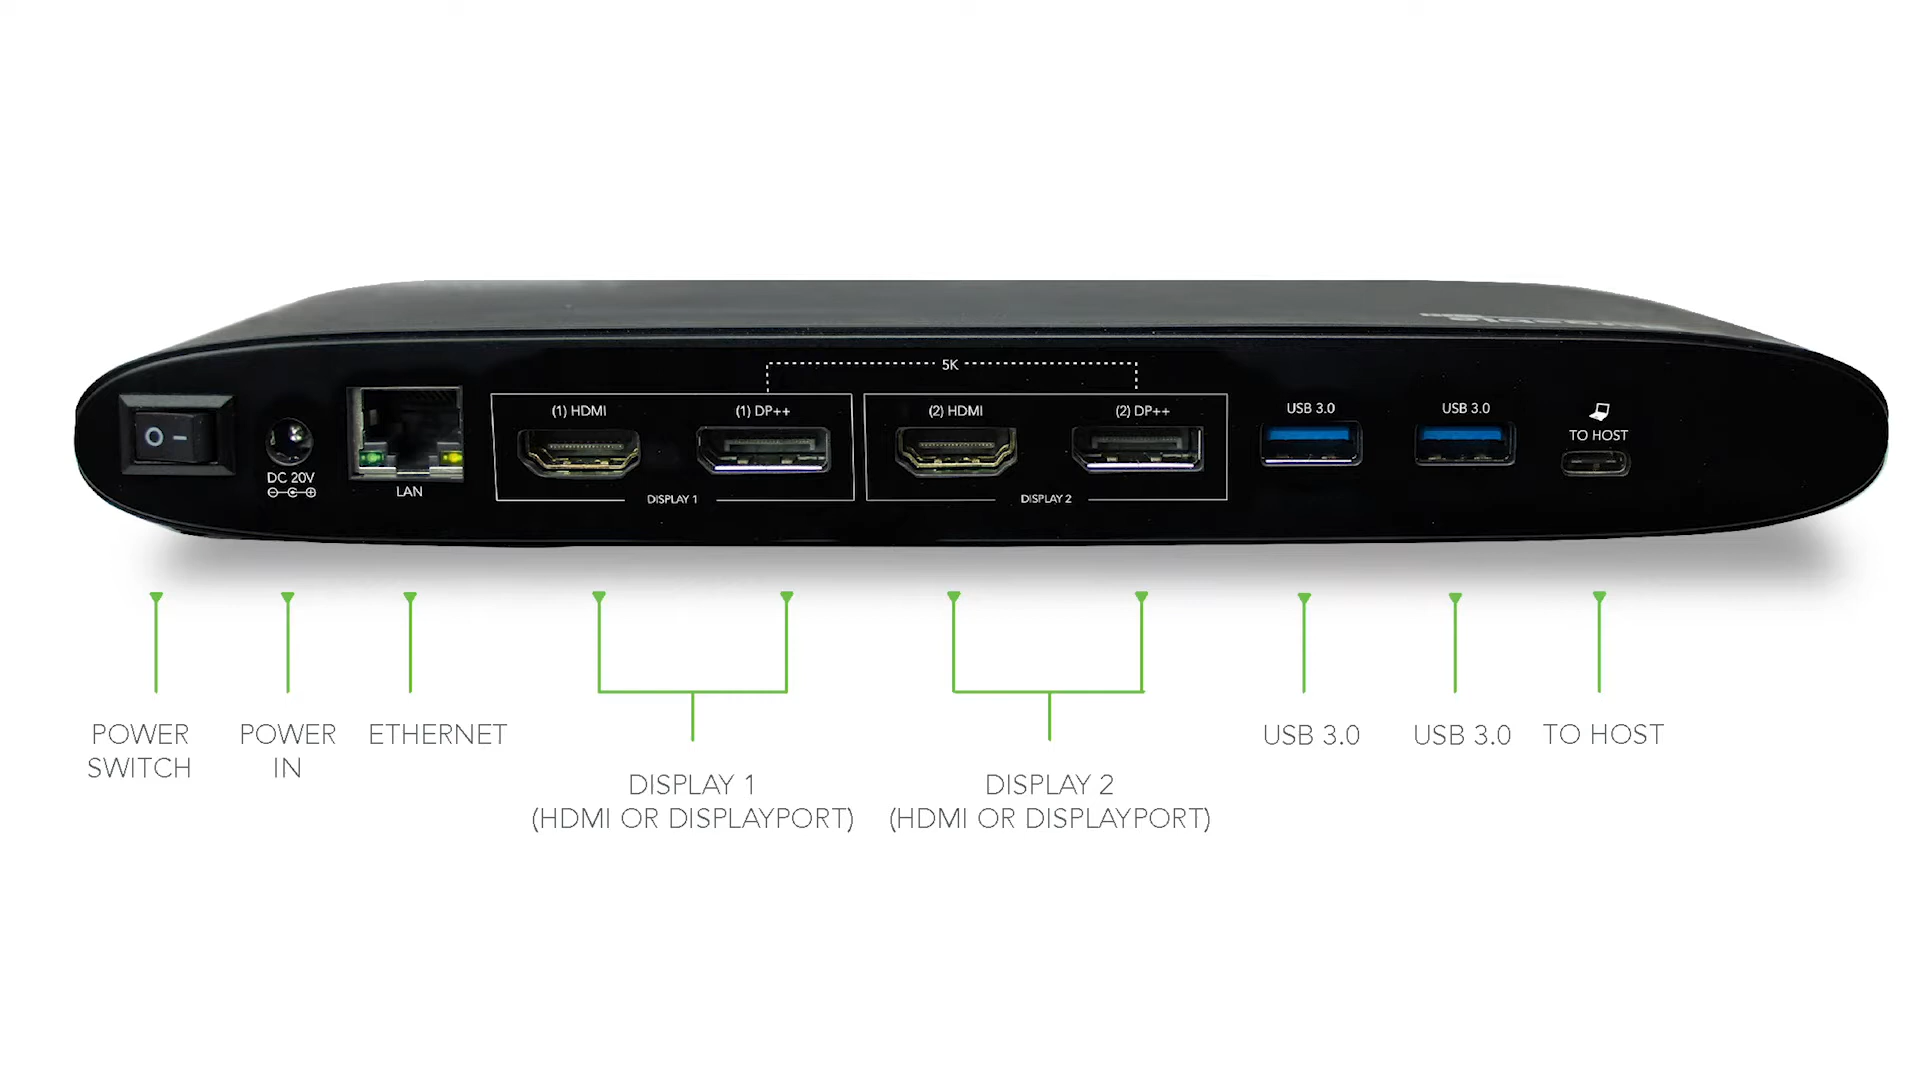 5K
(1) HDMI
(1) DP++
(2) HDMI
(2) DP++
USB 3.0
USB 3.0
TO HOST
DC 20V
LAN
DISPLAY 1
DISPLAY 2
POWER
SWITCH
POWER
IN
ETHERNET
DISPLAY 1
(HDMI OR DISPLAYPORT)
DISPLAY 2
(HDMI OR DISPLAYPORT)
USB 3.0
USB 3.0
TO HOST